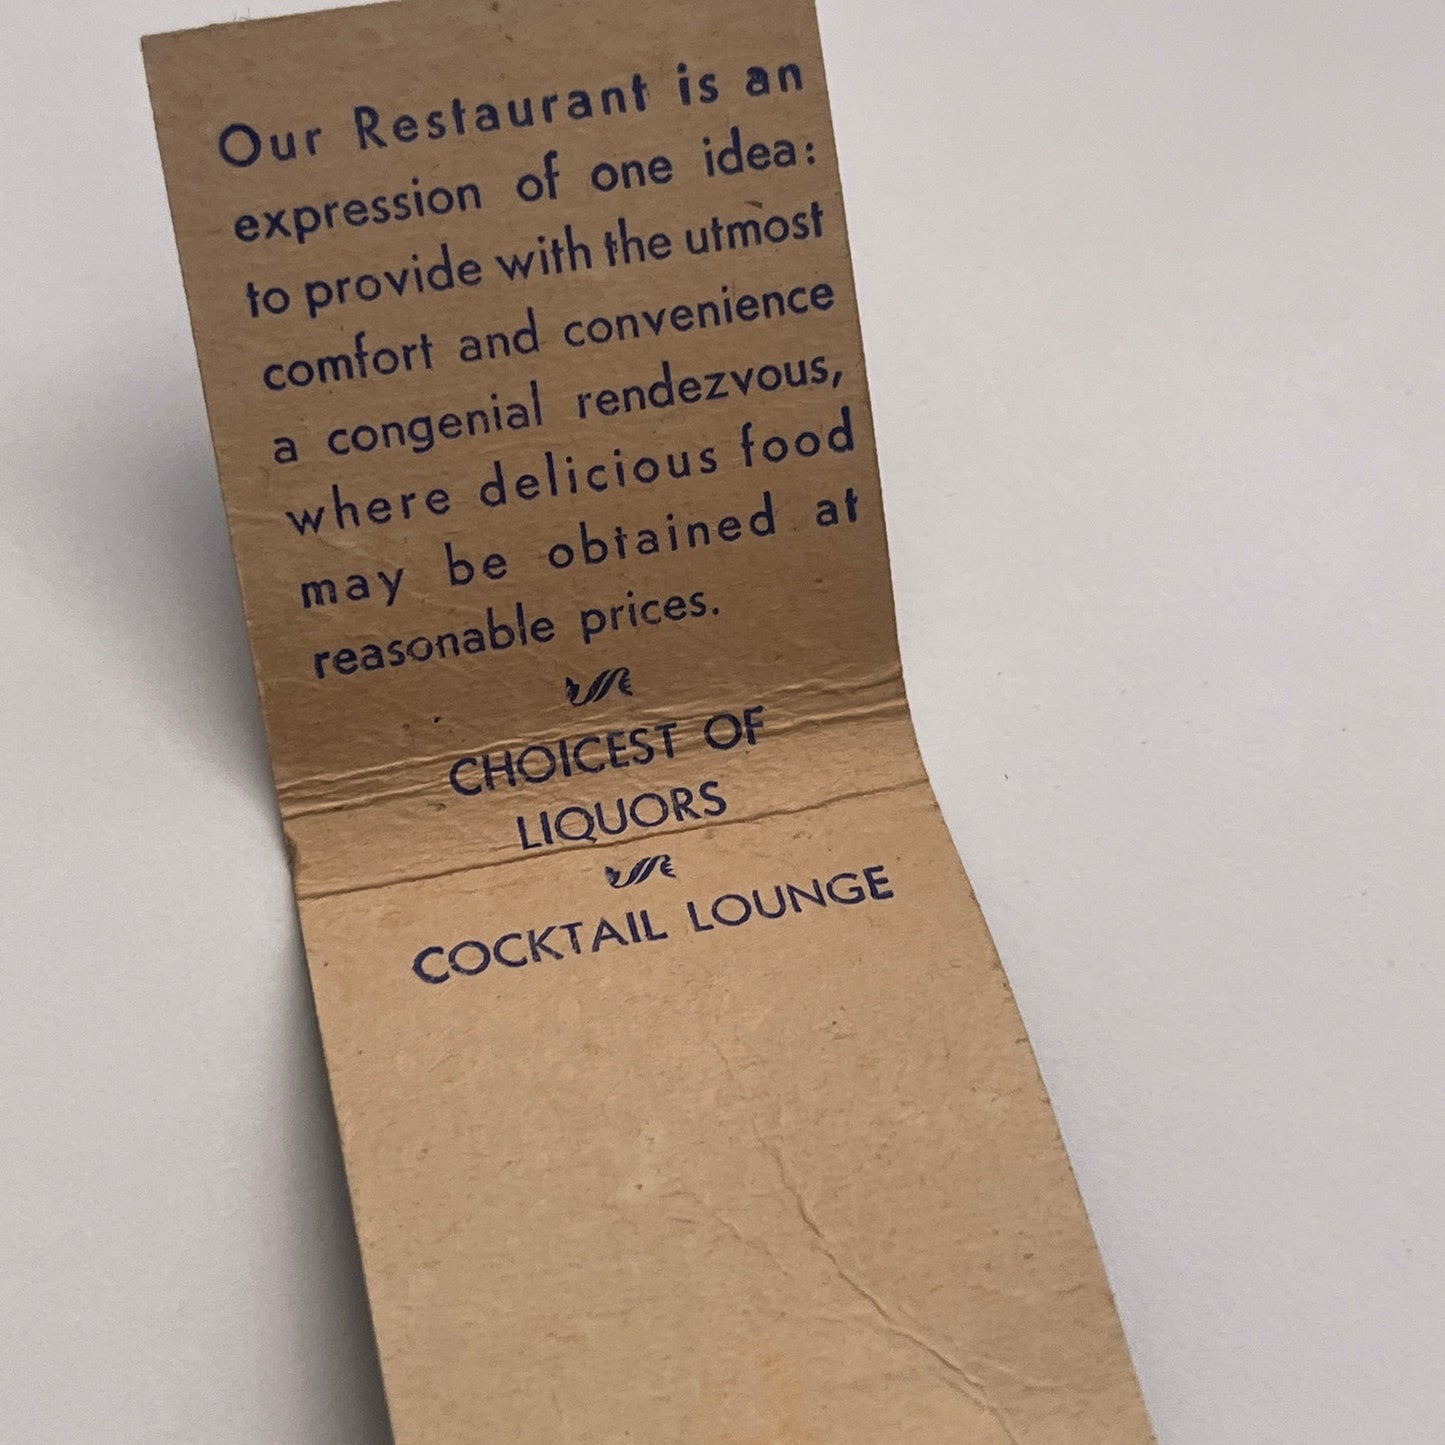 Our Restaurant is an
expression of one idea:
to provide with the utmost
comfort and convenience
a congenial rendezvous,
where delicious food
may be obtained at
reasonable prices.
CHOICEST OF
LIQUORS
COCKTAIL LOUNGE